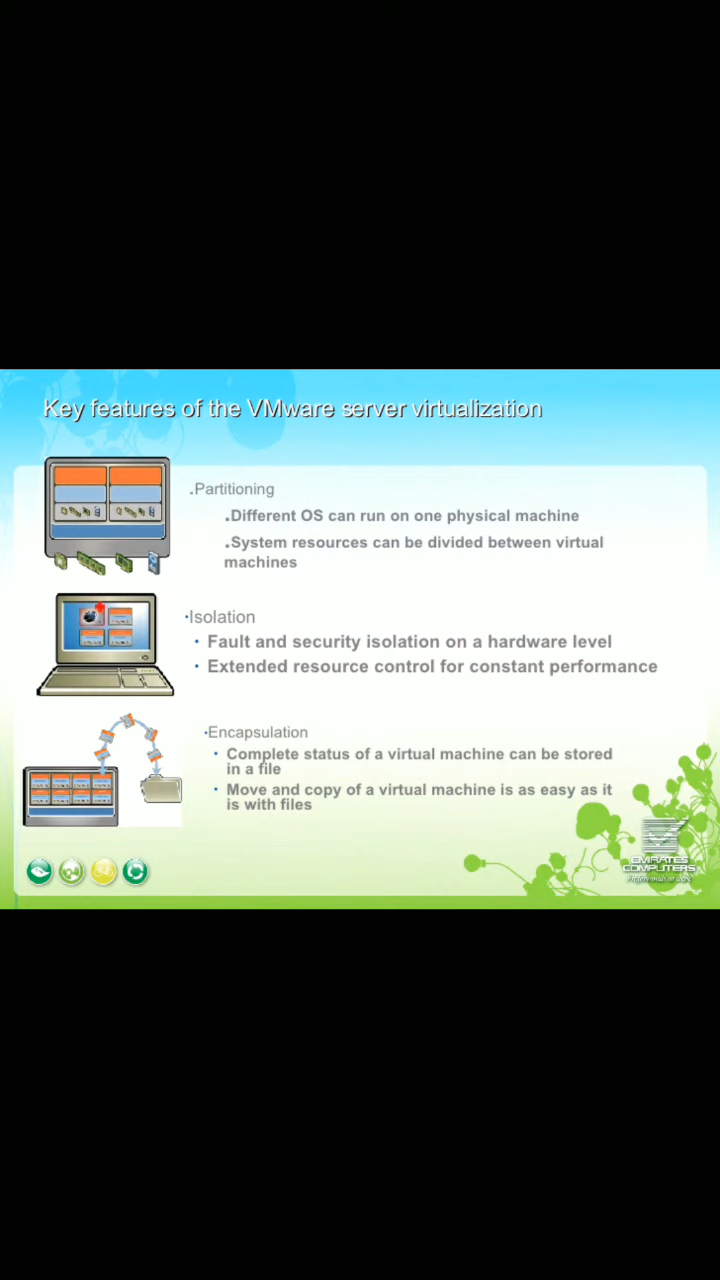 Key features of the VMware server virtualization
.Partitioning
.Different OS can run on one physical machine
.System resources can be divided between virtual
machines
·Isolation
• Fault and security isolation on a hardware level
• Extended resource control for constant performance
·Encapsulation
• Complete status of a virtual machine can be stored
in a file
• Move and copy of a virtual machine is as easy as it
is with files
EMIRATES
COMPUTERS